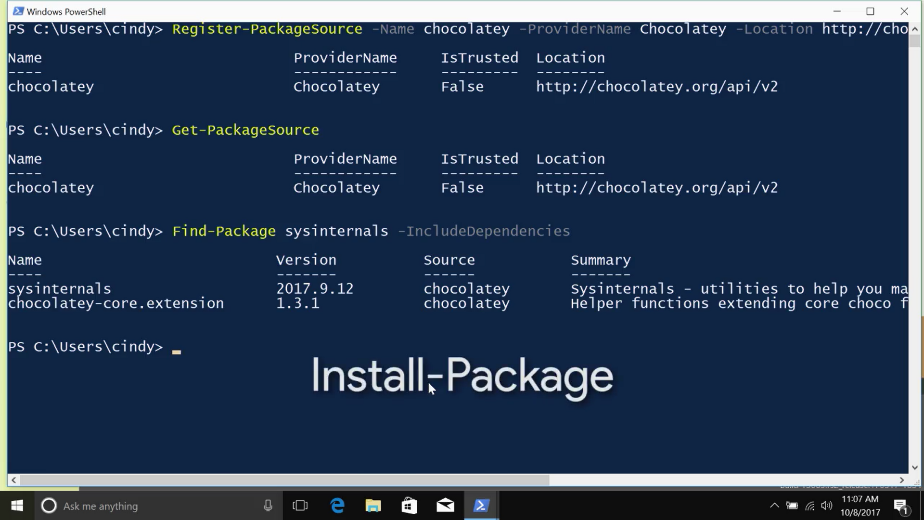 Windows PowerShell
PS C:\Users\cindy> Register-PackageSource -Name chocolatey -ProviderName Chocolatey -Location http://cho
Name ProviderName IsTrusted Location
---- ------------ --------- --------
chocolatey Chocolatey False http://chocolatey.org/api/v2
PS C:\Users\cindy> Get-PackageSource
Name ProviderName IsTrusted Location
---- ------------ --------- --------
chocolatey Chocolatey False http://chocolatey.org/api/v2
PS C:\Users\cindy> Find-Package sysinternals -IncludeDependencies
Name Version Source Summary
---- ------- ------ -------
sysinternals 2017.9.12 chocolatey Sysinternals - utilities to help you ma
chocolatey-core.extension 1.3.1 chocolatey Helper functions extending core choco f
PS C:\Users\cindy>
Install-Package
Ask me anything
11:07 AM
10/8/2017
1